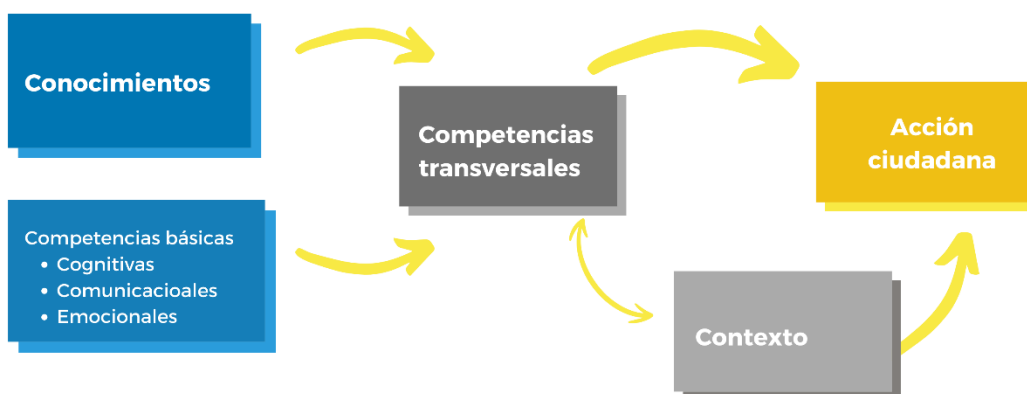 Conocimientos
Competencias básicas
• Cognitivas
• Comunicacioales
• Emocionales
Competencias
transversales
Contexto
Acción
ciudadana